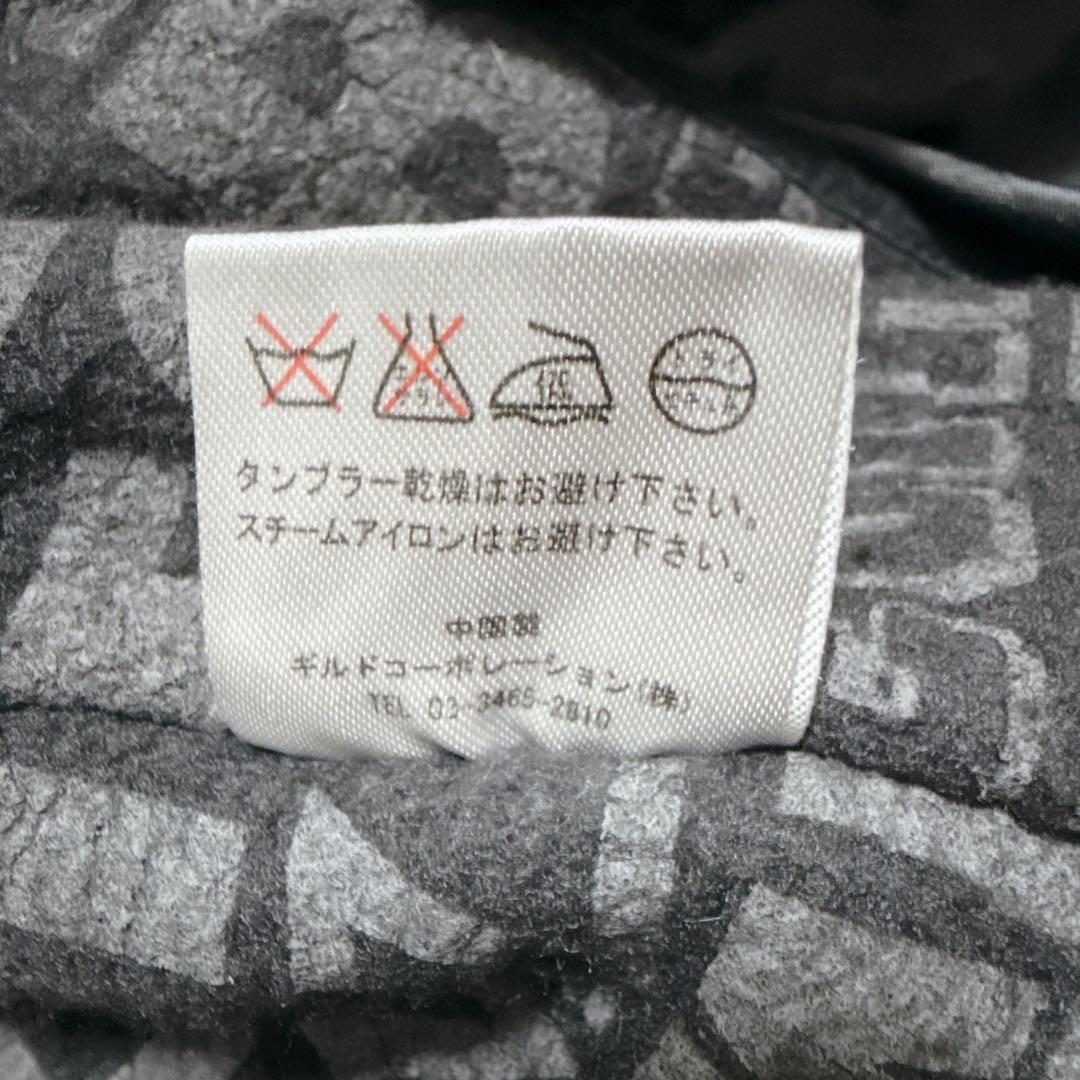 低
タンブラー乾燥はお避け下さい。
スチームアイロンはお避け下さい。
中国製
ギルドコーポレーション(株)
TEL 03-3465-2810